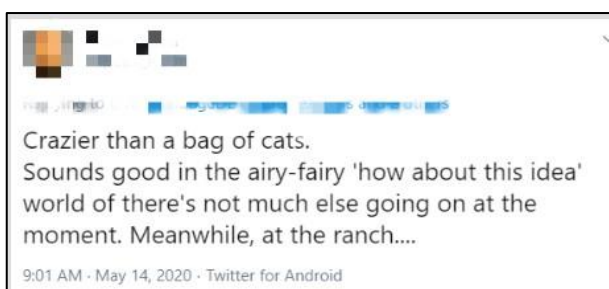 Crazier than a bag of cats.
Sounds good in the airy-fairy 'how about this idea'
world of there's not much else going on at the
moment. Meanwhile, at the ranch....
9:01 AM · May 14, 2020 · Twitter for Android